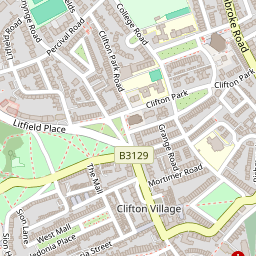 Percival Road
College Road
Clifton Park Road
Clifton Park
Clifton Park
Litfield Place
B3129
Grange Road
Mortimer Road
The Mall
Clifton Village
Sion Lane
West Mall